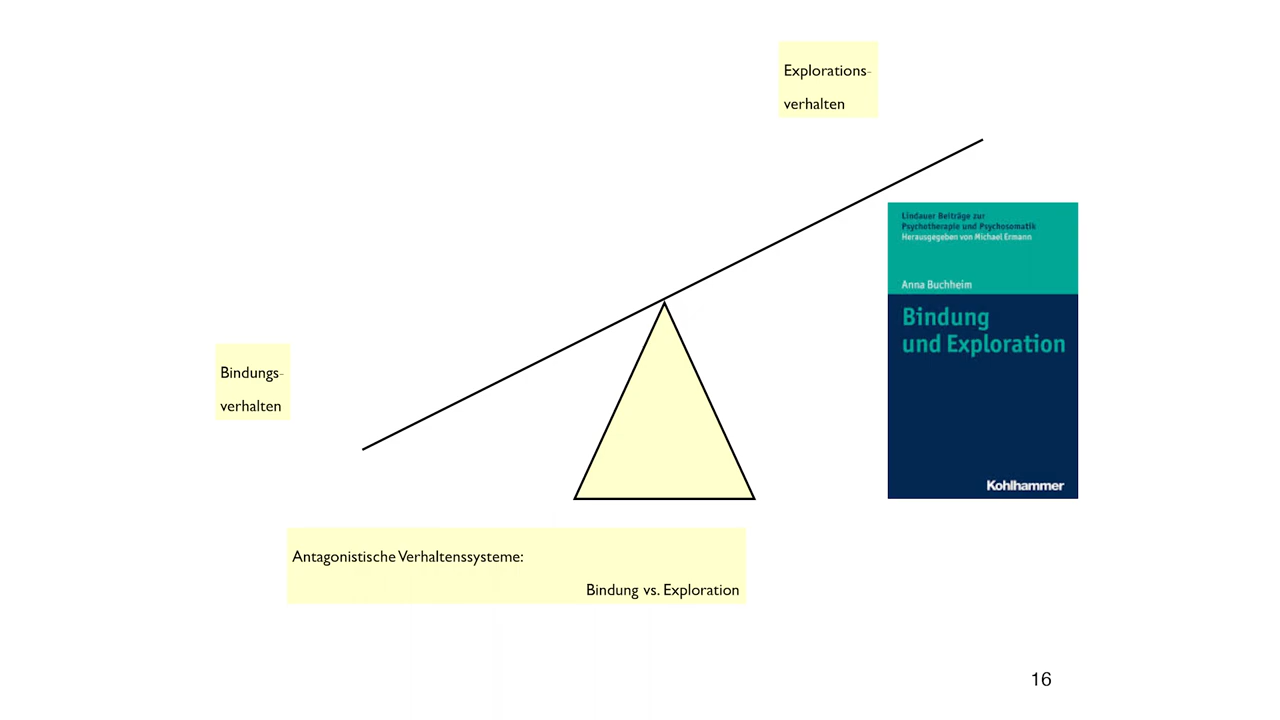 Explorations-
verhalten
Lindauer Beiträge zur
Psychotherapie und Psychosomatik
Herausgegeben von Michael Ermann
Anna Buchheim
Bindung
und Exploration
Bindungs-
verhalten
Kohlhammer
Antagonistische Verhaltenssysteme:
Bindung vs. Exploration
16